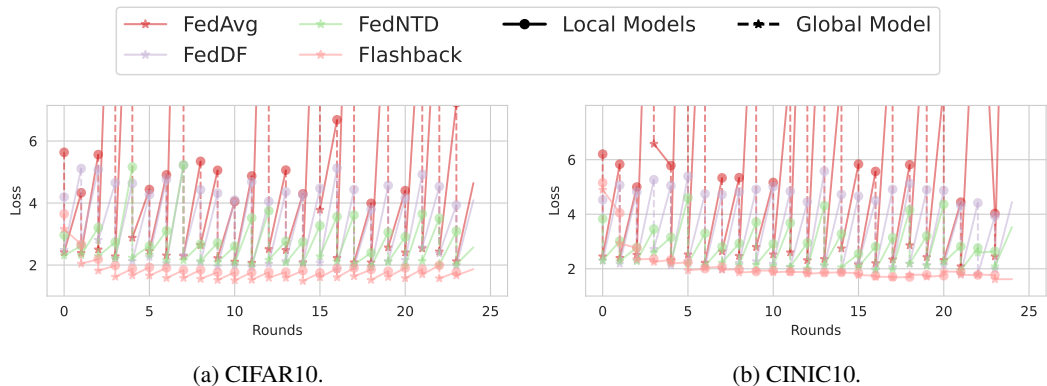 FedAvg FedNTD Local Models Global Model
FedDF Flashback
6
4
2
Loss
0 5 10 15 20 25
Rounds
(a) CIFAR10.
6
4
2
Loss
0 5 10 15 20 25
Rounds
(b) CINIC10.